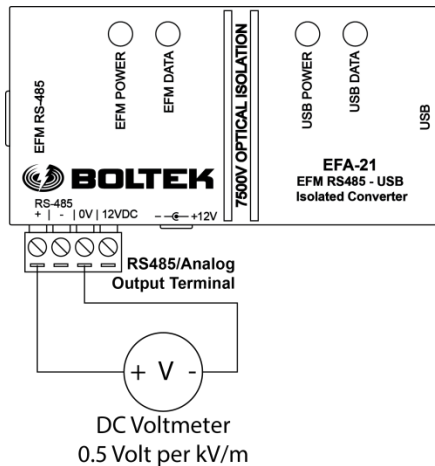 EFM RS-485
EFM POWER
EFM DATA
7500V OPTICAL ISOLATION
USB POWER
USB DATA
USB
BOLTEK
EFA-21
EFM RS485 - USB
Isolated Converter
RS-485
+ | - | 0V | 12VDC
- +12V
RS485/Analog
Output Terminal
+ V -
DC Voltmeter
0.5 Volt per kV/m